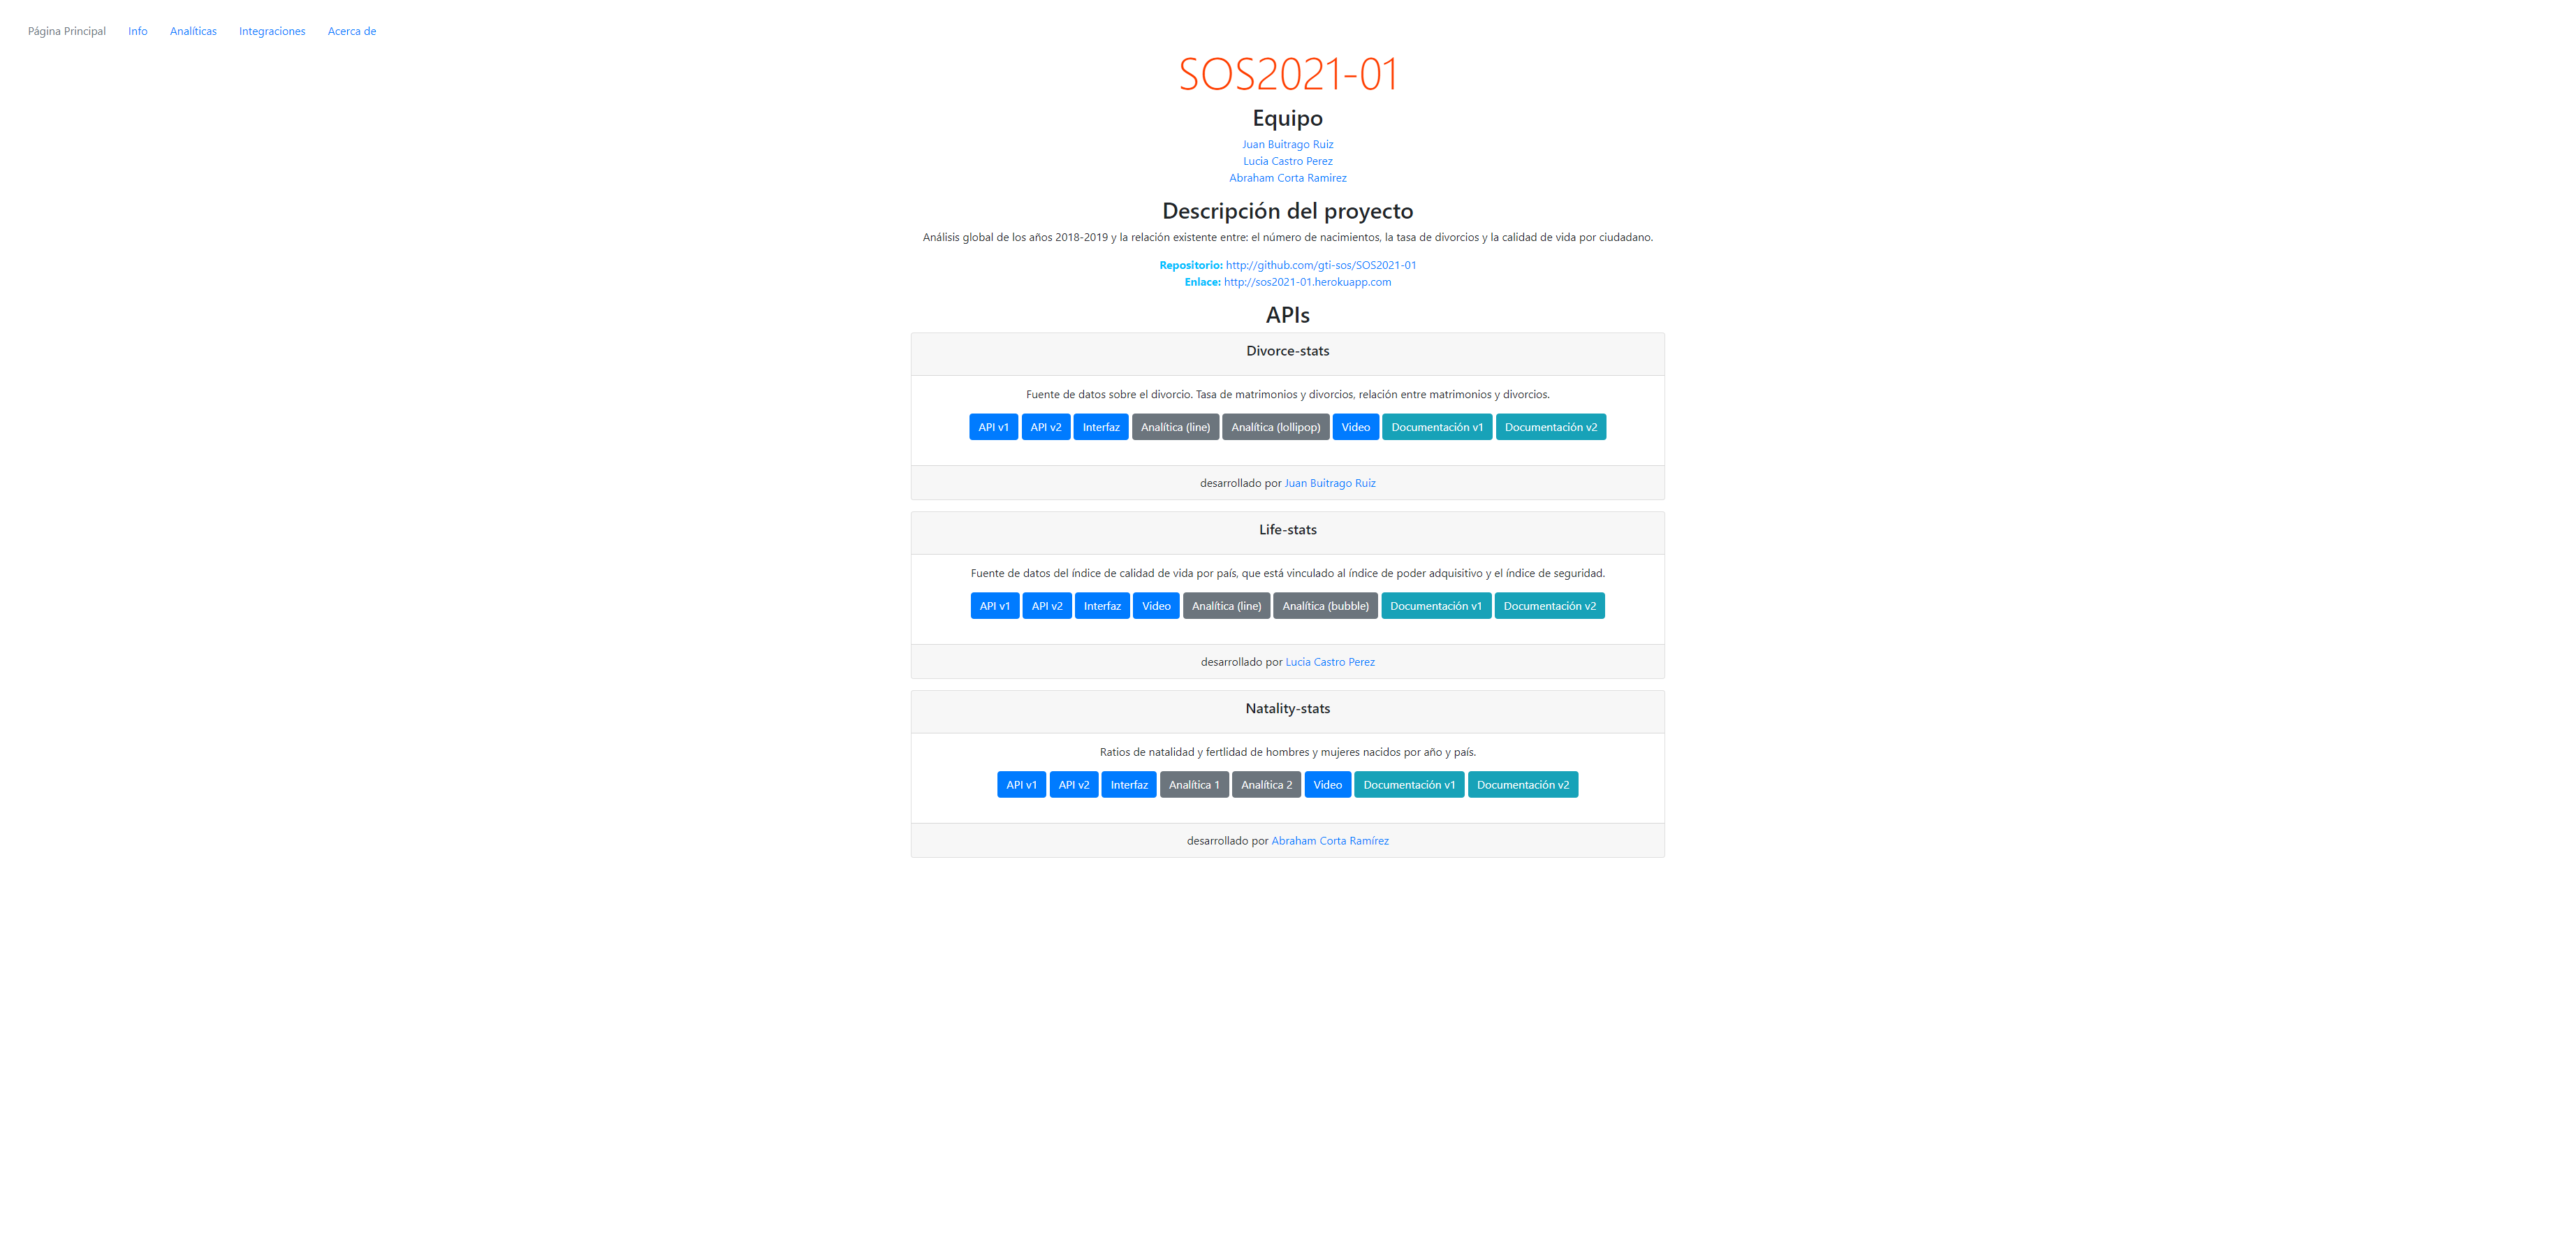 Página Principal Info Analíticas Integraciones Acerca de
SOS2021-01
Equipo
Juan Buitrago Ruiz
Lucia Castro Perez
Abraham Corta Ramirez
Descripción del proyecto
Análisis global de los años 2018-2019 y la relación existente entre: el número de nacimientos, la tasa de divorcios y la calidad de vida por ciudadano.
Repositorio: http://github.com/gti-sos/SOS2021-01
Enlace: http://sos2021-01.herokuapp.com
APIs
Divorce-stats
Fuente de datos sobre el divorcio. Tasa de matrimonios y divorcios, relación entre matrimonios y divorcios.
API v1 API v2 Interfaz Analítica (line) Analítica (lollipop) Video Documentación v1 Documentación v2
desarrollado por Juan Buitrago Ruiz
Life-stats
Fuente de datos del índice de calidad de vida por país, que está vinculado al índice de poder adquisitivo y el índice de seguridad.
API v1 API v2 Interfaz Video Analítica (line) Analítica (bubble) Documentación v1 Documentación v2
desarrollado por Lucia Castro Perez
Natality-stats
Ratios de natalidad y fertlidad de hombres y mujeres nacidos por año y país.
API v1 API v2 Interfaz Analítica 1 Analítica 2 Video Documentación v1 Documentación v2
desarrollado por Abraham Corta Ramírez